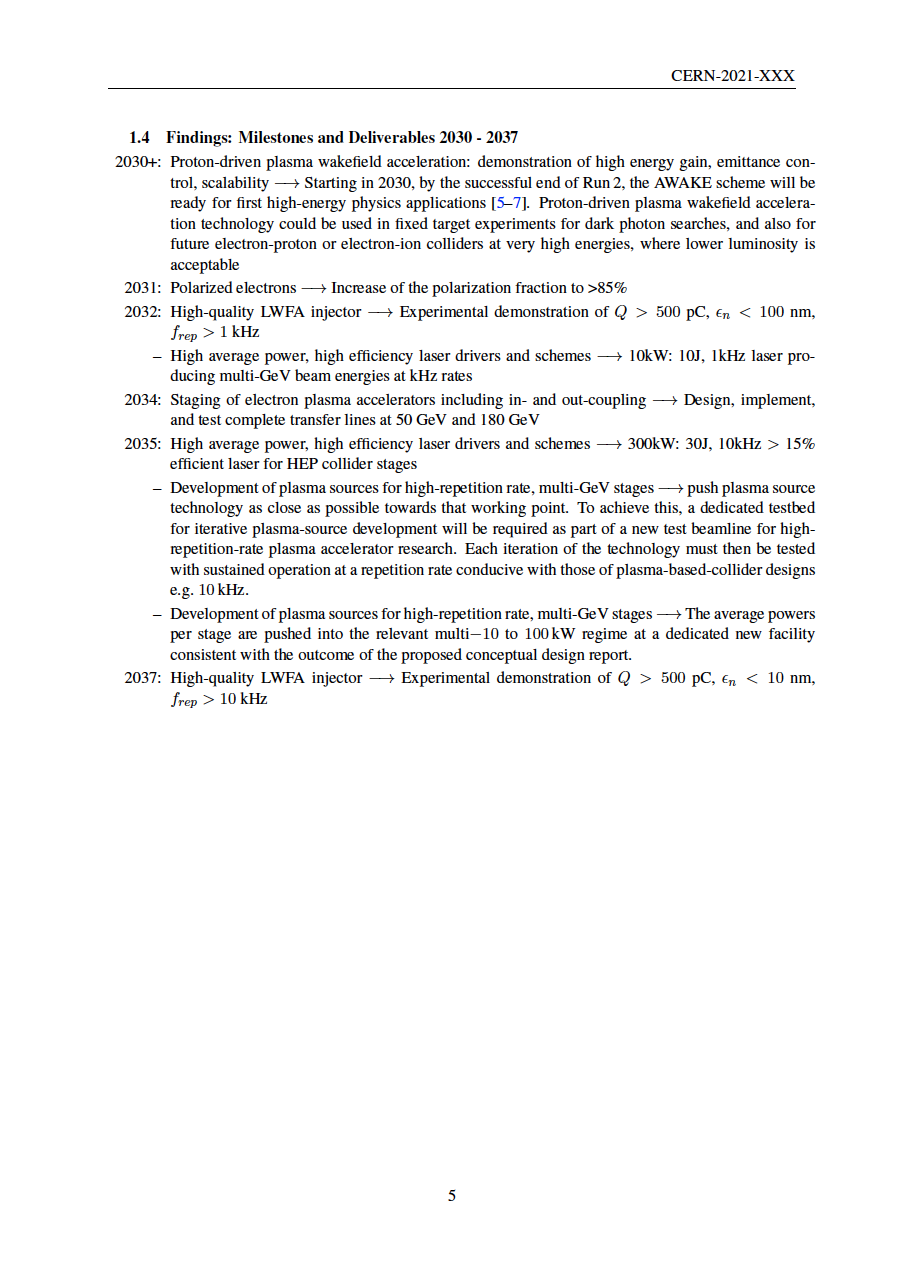 CERN-2021-XXX
1.4 Findings: Milestones and Deliverables 2030 - 2037
2030+: Proton-driven plasma wakefield acceleration: demonstration of high energy gain, emittance con-
trol, scalability ⟶ Starting in 2030, by the successful end of Run 2, the AWAKE scheme will be
ready for first high-energy physics applications [5–7]. Proton-driven plasma wakefield accelera-
tion technology could be used in fixed target experiments for dark photon searches, and also for
future electron-proton or electron-ion colliders at very high energies, where lower luminosity is
acceptable
2031: Polarized electrons ⟶ Increase of the polarization fraction to >85%
2032: High-quality LWFA injector ⟶ Experimental demonstration of Q > 500 pC, ϵn < 100 nm,
frep > 1 kHz
– High average power, high efficiency laser drivers and schemes ⟶ 10kW: 10J, 1kHz laser pro-
ducing multi-GeV beam energies at kHz rates
2034: Staging of electron plasma accelerators including in- and out-coupling ⟶ Design, implement,
and test complete transfer lines at 50 GeV and 180 GeV
2035: High average power, high efficiency laser drivers and schemes ⟶ 300kW: 30J, 10kHz > 15%
efficient laser for HEP collider stages
– Development of plasma sources for high-repetition rate, multi-GeV stages ⟶ push plasma source
technology as close as possible towards that working point. To achieve this, a dedicated testbed
for iterative plasma-source development will be required as part of a new test beamline for high-
repetition-rate plasma accelerator research. Each iteration of the technology must then be tested
with sustained operation at a repetition rate conducive with those of plasma-based-collider designs
e.g. 10 kHz.
– Development of plasma sources for high-repetition rate, multi-GeV stages ⟶ The average powers
per stage are pushed into the relevant multi−10 to 100 kW regime at a dedicated new facility
consistent with the outcome of the proposed conceptual design report.
2037: High-quality LWFA injector ⟶ Experimental demonstration of Q > 500 pC, ϵn < 10 nm,
frep > 10 kHz
5